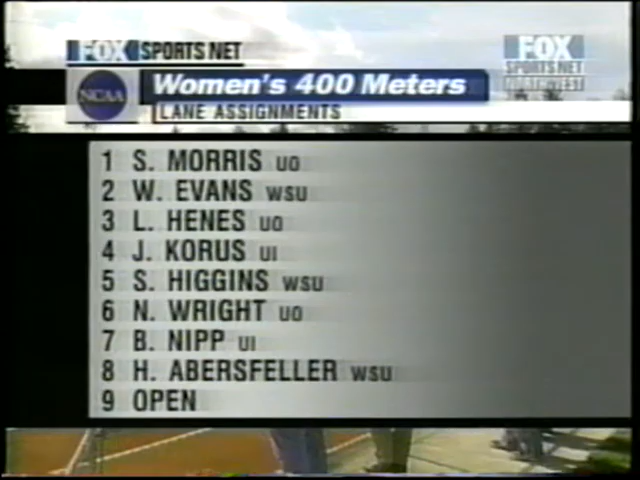 FOX SPORTS NET
FOX
SPORTS NET
NORTHWEST
NCAA
Women's 400 Meters
LANE ASSIGNMENTS
1 S. MORRIS UO
2 W. EVANS WSU
3 L. HENES UO
4 J. KORUS UI
5 S. HIGGINS WSU
6 N. WRIGHT UO
7 B. NIPP UI
8 H. ABERSFELLER WSU
9 OPEN